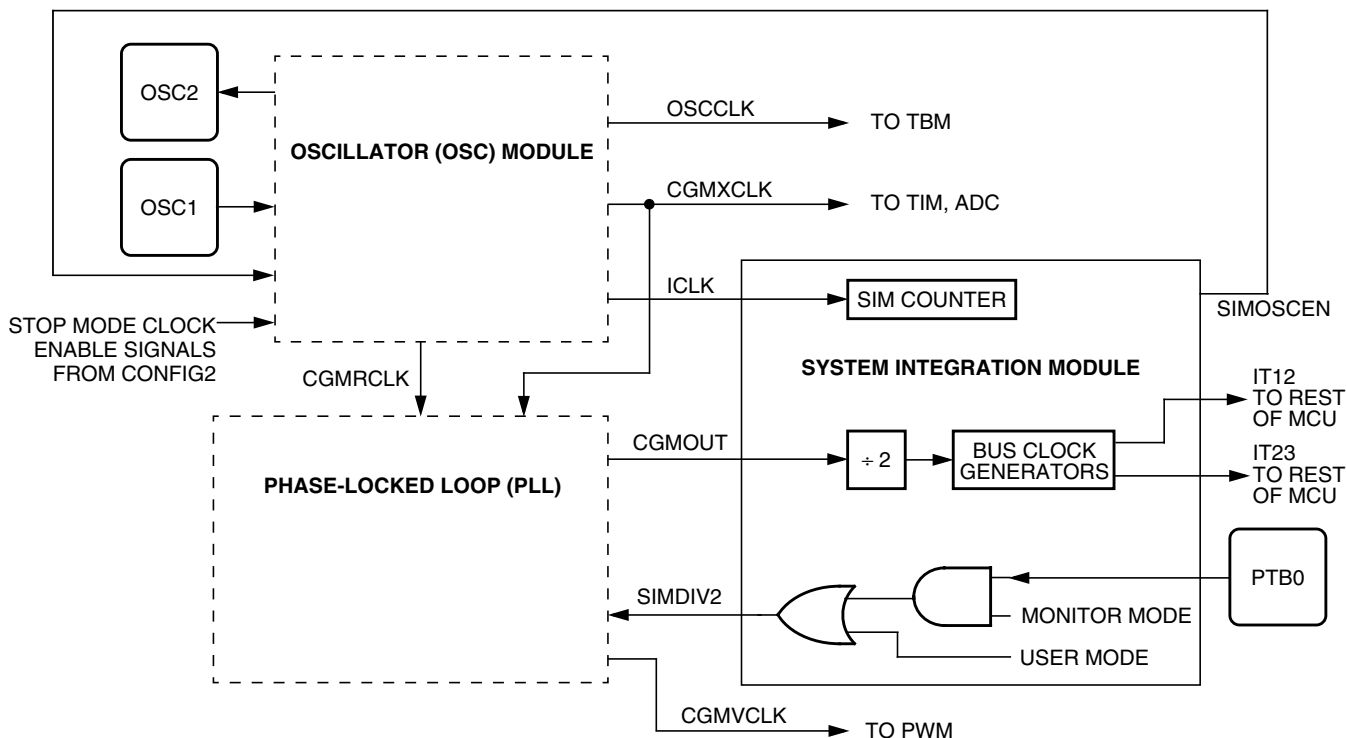 OSC2
OSCCLK
TO TBM
OSCILLATOR (OSC) MODULE
OSC1
CGMXCLK
TO TIM, ADC
ICLK
SIM COUNTER
SIMOSCEN
STOP MODE CLOCK
ENABLE SIGNALS
FROM CONFIG2
CGMRCLK
SYSTEM INTEGRATION MODULE
IT12
TO REST
OF MCU
CGMOUT
÷ 2
BUS CLOCK
GENERATORS
IT23
TO REST
OF MCU
PHASE-LOCKED LOOP (PLL)
SIMDIV2
PTB0
MONITOR MODE
USER MODE
CGMVCLK
TO PWM